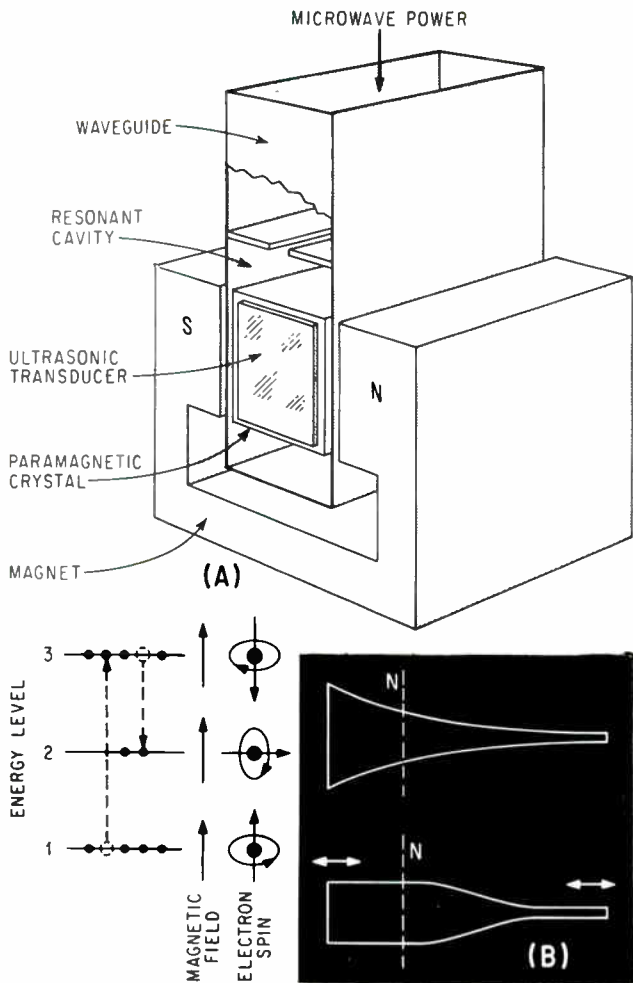 MICROWAVE POWER
WAVEGUIDE
RESONANT
CAVITY
S
ULTRASONIC
TRANSDUCER
N
PARAMAGNETIC
CRYSTAL
MAGNET
(A)
ENERGY LEVEL
3
2
1
MAGNETIC
FIELD
ELECTRON
SPIN
N
N
(B)